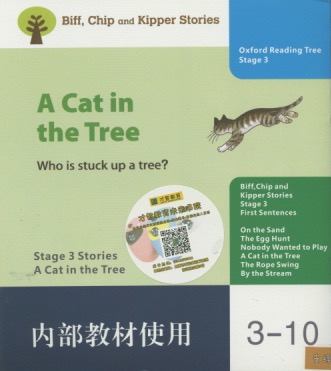 Biff, Chip and Kipper Stories
Oxford Reading Tree
Stage 3
A Cat in
the Tree
Who is stuck up a tree?
Biff,Chip and
Kipper Stories
Stage 3
First Sentences
On the Sand
The Egg Hunt
Nobody Wanted to Play
A Cat in the Tree
The Rope Swing
By the Stream
Stage 3 Stories
A Cat in the Tree
内部教材使用
3-10